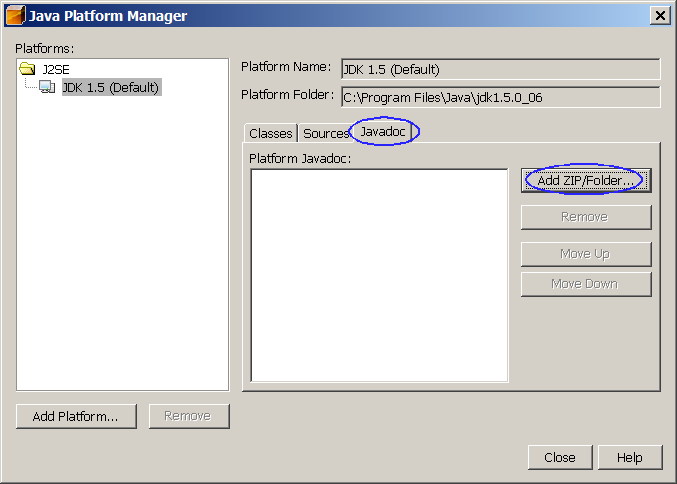 Java Platform Manager
Platforms:
J2SE
JDK 1.5 (Default)
Platform Name: JDK 1.5 (Default)
Platform Folder: C:\Program Files\Java\jdk1.5.0_06
Classes Sources Javadoc
Platform Javadoc:
Add ZIP/Folder...
Remove
Move Up
Move Down
Add Platform... Remove
Close Help